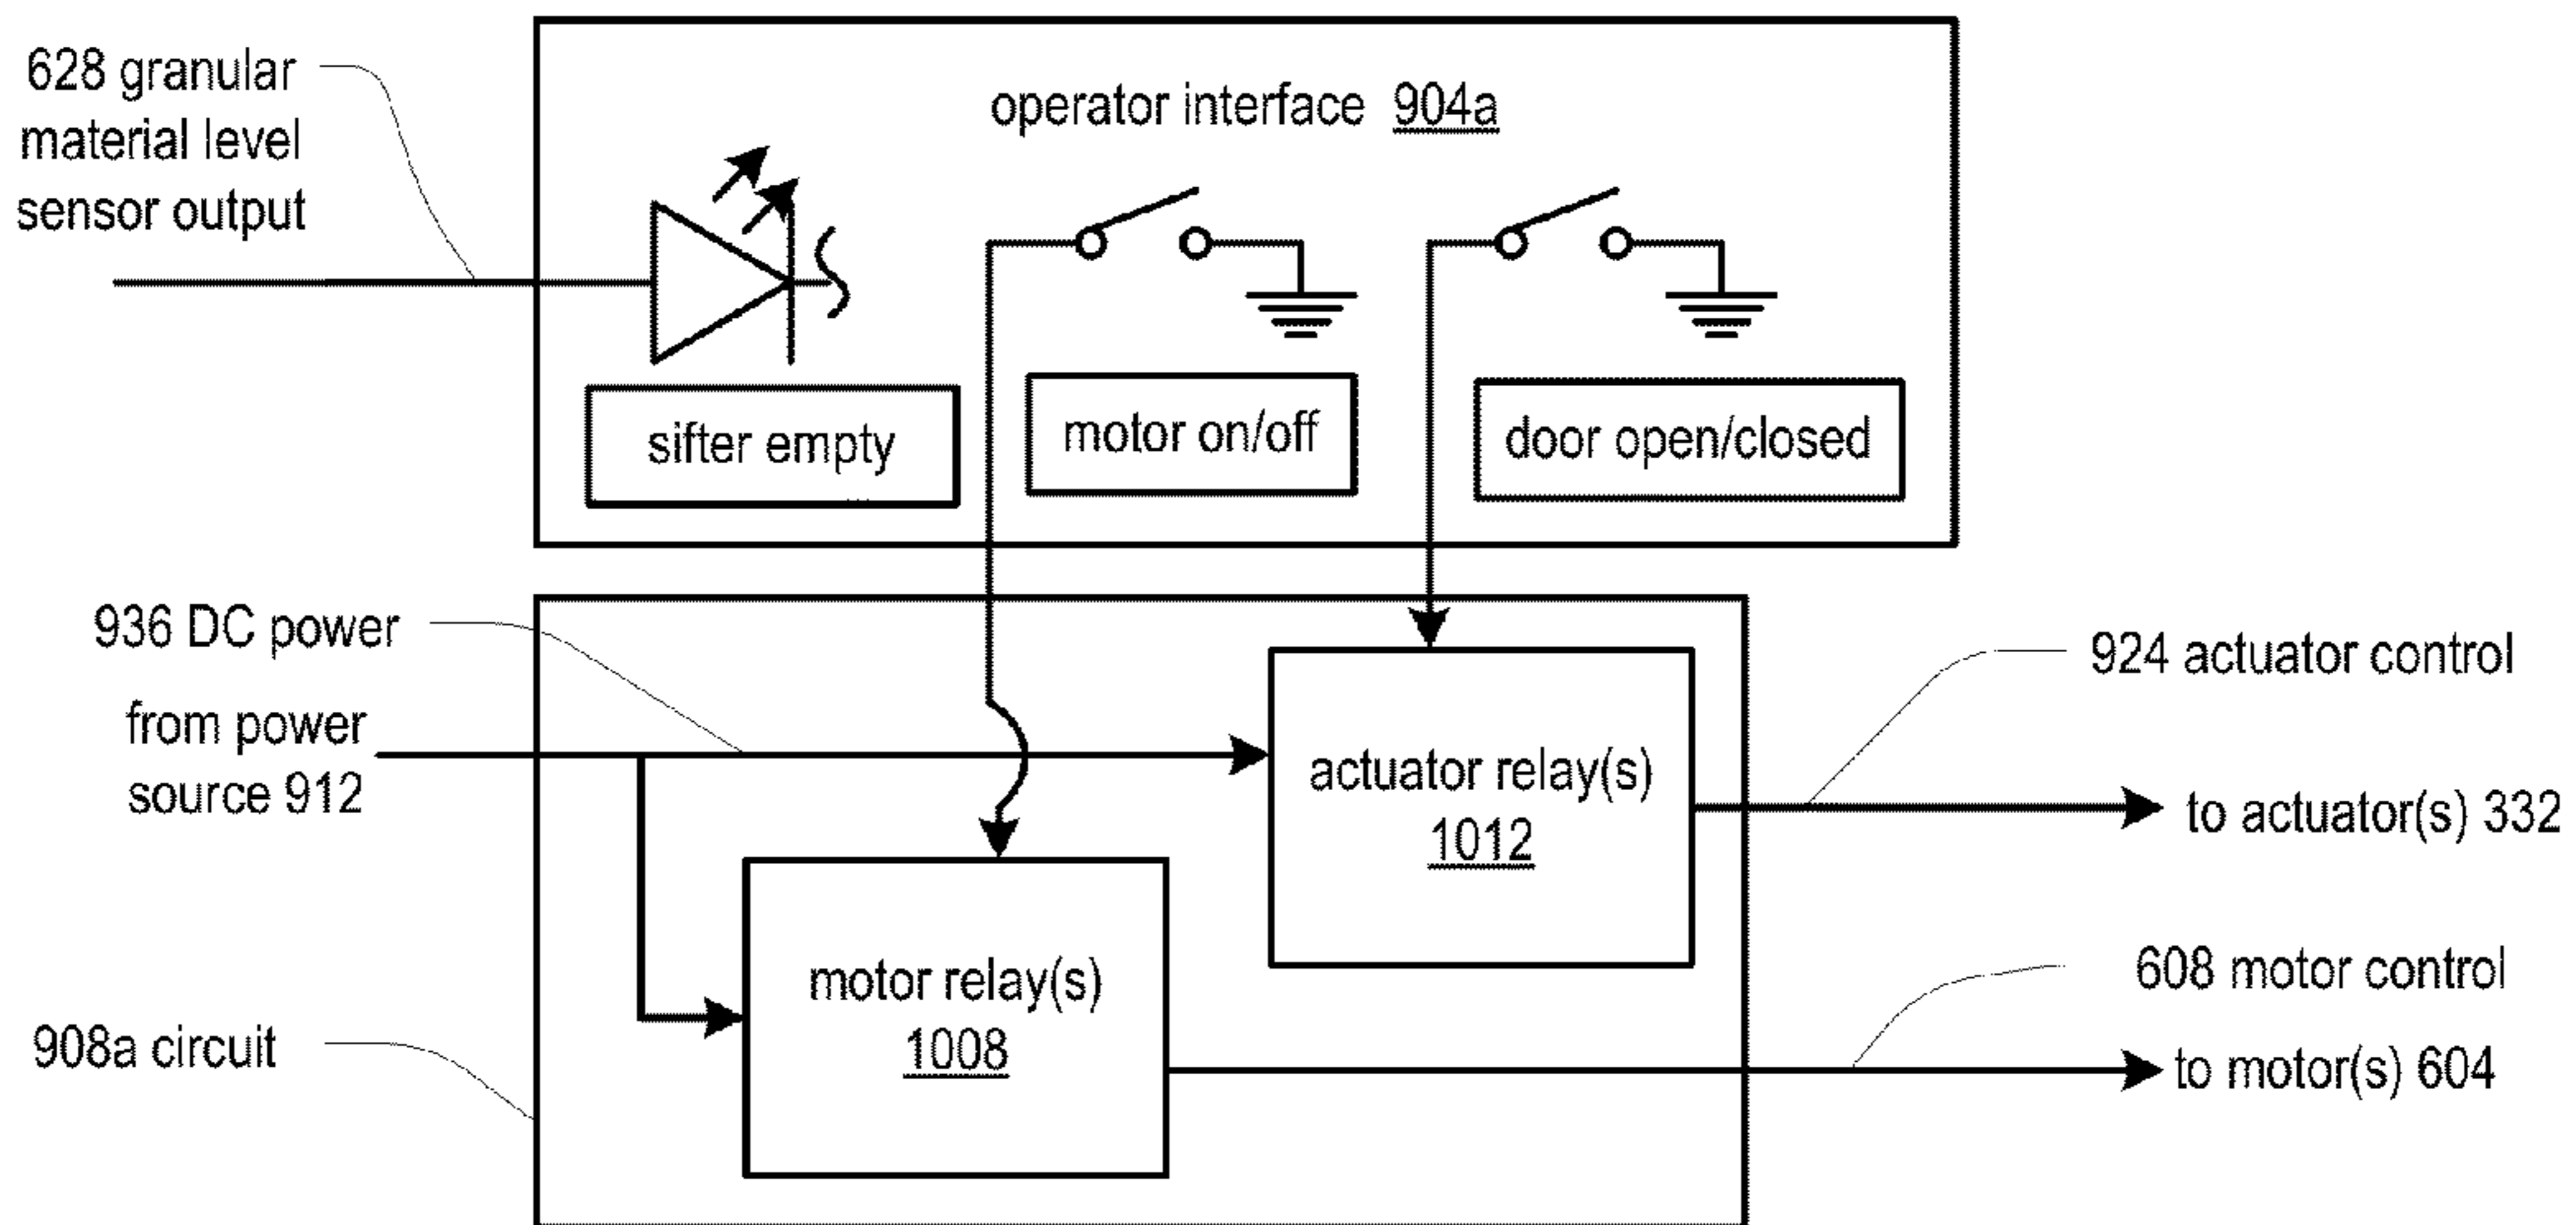 628 granular
material level
sensor output
operator interface 904a
sifter empty
motor on/off
door open/closed
936 DC power
from power
source 912
actuator relay(s)
1012
924 actuator control
to actuator(s) 332
motor relay(s)
1008
608 motor control
to motor(s) 604
908a circuit